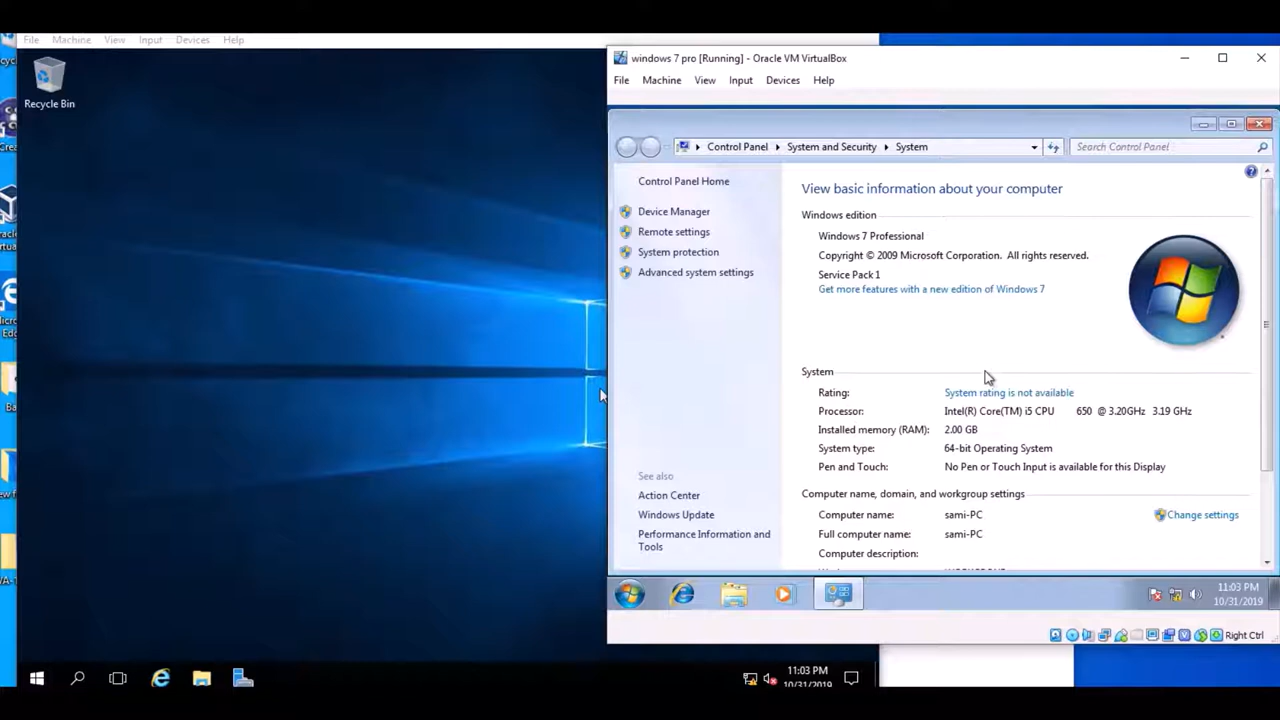 File Machine View Input Devices Help
Recycle Bin
11:03 PM
10/31/2019
windows 7 pro [Running] - Oracle VM VirtualBox
File Machine View Input Devices Help
Control Panel System and Security System
Search Control Panel
Control Panel Home
Device Manager
Remote settings
System protection
Advanced system settings
See also
Action Center
Windows Update
Performance Information and
Tools
View basic information about your computer
Windows edition
Windows 7 Professional
Copyright © 2009 Microsoft Corporation. All rights reserved.
Service Pack 1
Get more features with a new edition of Windows 7
System
Rating: System rating is not available
Processor: Intel(R) Core(TM) i5 CPU 650 @ 3.20GHz 3.19 GHz
Installed memory (RAM): 2.00 GB
System type: 64-bit Operating System
Pen and Touch: No Pen or Touch Input is available for this Display
Computer name, domain, and workgroup settings
Computer name: sami-PC
Change settings
Full computer name: sami-PC
Computer description:
11:03 PM
10/31/2019
Right Ctrl